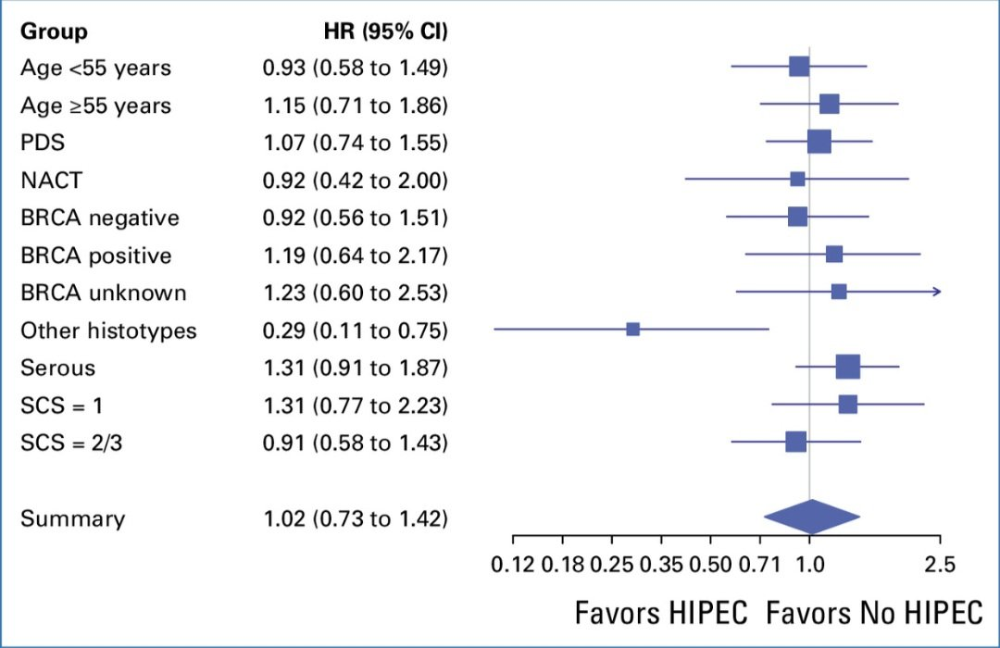 Group HR (95% CI)
Age <55 years 0.93 (0.58 to 1.49)
Age ≥55 years 1.15 (0.71 to 1.86)
PDS 1.07 (0.74 to 1.55)
NACT 0.92 (0.42 to 2.00)
BRCA negative 0.92 (0.56 to 1.51)
BRCA positive 1.19 (0.64 to 2.17)
BRCA unknown 1.23 (0.60 to 2.53)
Other histotypes 0.29 (0.11 to 0.75)
Serous 1.31 (0.91 to 1.87)
SCS = 1 1.31 (0.77 to 2.23)
SCS = 2/3 0.91 (0.58 to 1.43)
Summary 1.02 (0.73 to 1.42)
0.12 0.18 0.25 0.35 0.50 0.71 1.0 2.5
Favors HIPEC Favors No HIPEC